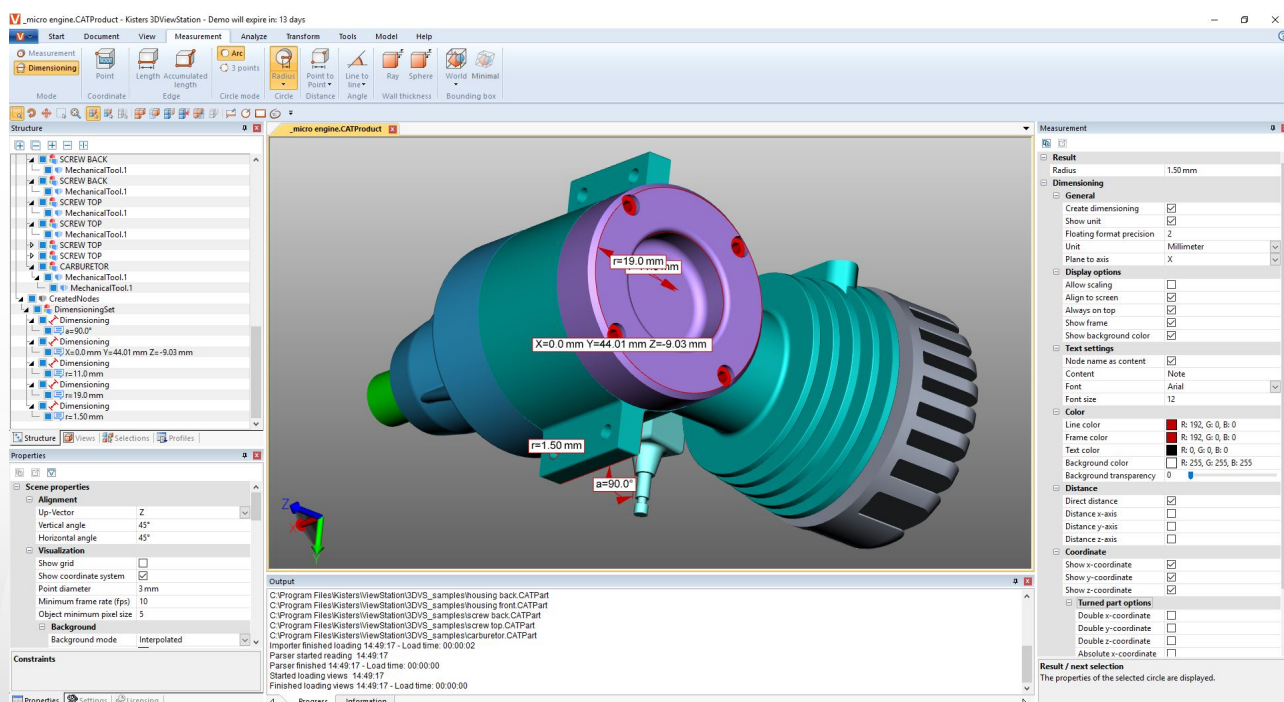 _micro engine.CATProduct - Kisters 3DViewStation - Demo will expire in: 13 days
Start Document View Measurement Analyze Transform Tools Model Help
Measurement
Dimensioning
Point
Length
Accumulated length
Arc
3 points
Radius
Point to Point
Line to line
Ray
Sphere
World
Minimal
Mode Coordinate Edge Circle mode Circle Distance Angle Wall thickness Bounding box
Structure
SCREW BACK
MechanicalTool.1
SCREW BACK
MechanicalTool.1
SCREW TOP
MechanicalTool.1
SCREW TOP
MechanicalTool.1
SCREW TOP
SCREW TOP
CARBURETOR
MechanicalTool.1
MechanicalTool.1
CreatedNodes
DimensioningSet
Dimensioning
a=90.0°
Dimensioning
X=0.0 mm Y=44.01 mm Z=-9.03 mm
Dimensioning
r=11.0 mm
Dimensioning
r=19.0 mm
Dimensioning
r=1.50 mm
Structure Views Selections Profiles
Properties
Scene properties
Alignment
Up-Vector Z
Vertical angle 45°
Horizontal angle 45°
Visualization
Show grid
Show coordinate system
Point diameter 3 mm
Minimum frame rate (fps) 10
Object minimum pixel size 5
Background
Background mode Interpolated
Constraints
Properties Settings Licensing
_micro engine.CATProduct
r=19.0 mm
X=0.0 mm Y=44.01 mm Z=-9.03 mm
r=1.50 mm
a=90.0°
Z
X
Y
Output
C:\Program Files\Kisters\ViewStation\3DVS_samples\housing back.CATPart
C:\Program Files\Kisters\ViewStation\3DVS_samples\housing front.CATPart
C:\Program Files\Kisters\ViewStation\3DVS_samples\screw back.CATPart
C:\Program Files\Kisters\ViewStation\3DVS_samples\screw top.CATPart
C:\Program Files\Kisters\ViewStation\3DVS_samples\carburetor.CATPart
Importer finished loading 14:49:17 - Load time: 00:00:02
Parser started reading 14:49:17
Parser finished 14:49:17 - Load time: 00:00:00
Started loading views 14:49:17
Finished loading views 14:49:17 - Load time: 00:00:00
Progress Information
Measurement
Result
Radius 1.50 mm
Dimensioning
General
Create dimensioning
Show unit
Floating format precision 2
Unit Millimeter
Plane to axis X
Display options
Allow scaling
Align to screen
Always on top
Show frame
Show background color
Text settings
Node name as content
Content Note
Font Arial
Font size 12
Color
Line color R: 192, G: 0, B: 0
Frame color R: 192, G: 0, B: 0
Text color R: 0, G: 0, B: 0
Background color R: 255, G: 255, B: 255
Background transparency 0
Distance
Direct distance
Distance x-axis
Distance y-axis
Distance z-axis
Coordinate
Show x-coordinate
Show y-coordinate
Show z-coordinate
Turned part options
Double x-coordinate
Double y-coordinate
Double z-coordinate
Absolute x-coordinate
Result / next selection
The properties of the selected circle are displayed.